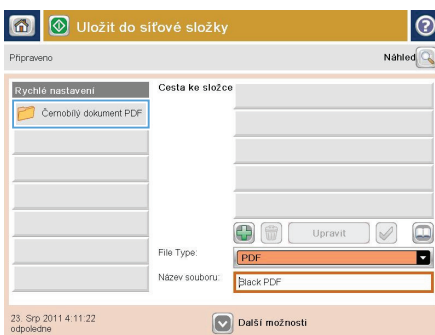 Uložit do síťové složky
Připraveno
Náhled
Rychlé nastavení
Cesta ke složce
Černobílý dokument PDF
Upravit
File Type:
PDF
Název souboru:
Black PDF
23. Srp 2011 4:11:22
odpoledne
Další možnosti